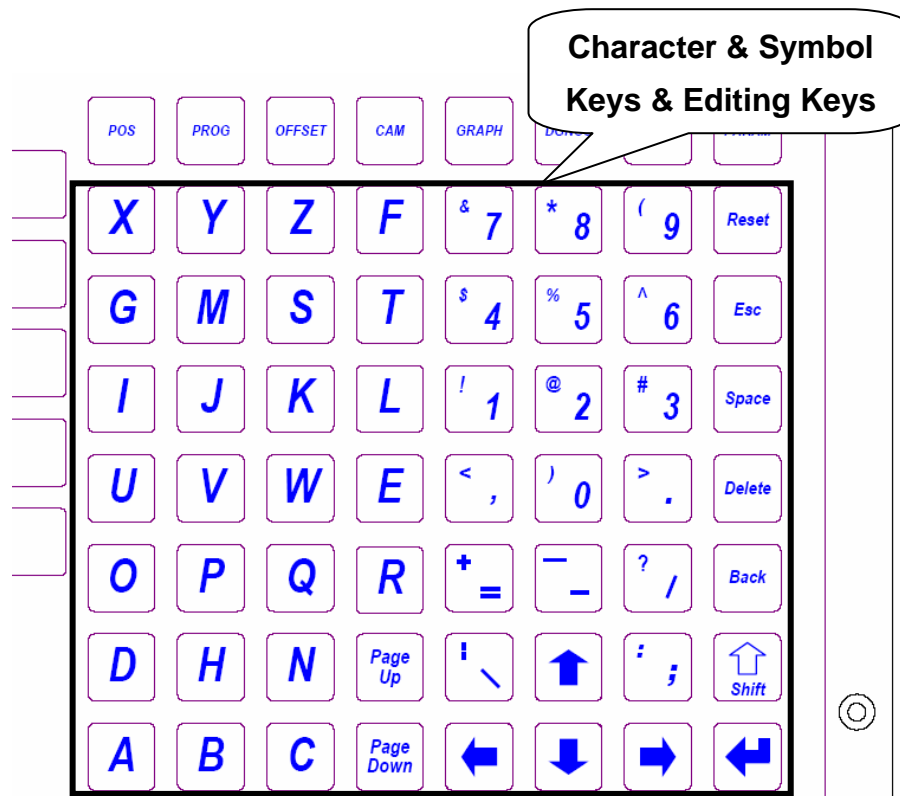 Character & Symbol
Keys & Editing Keys
POS PROG OFFSET CAM GRAPH
X Y Z F & 7 * 8 ( 9 Reset
G M S T $ 4 % 5 ^ 6 Esc
I J K L ! 1 @ 2 # 3 Space
U V W E < , ) 0 > . Delete
O P Q R + = — - ? / Back
D H N Page Up ¦ \ : ; Shift
A B C Page Down